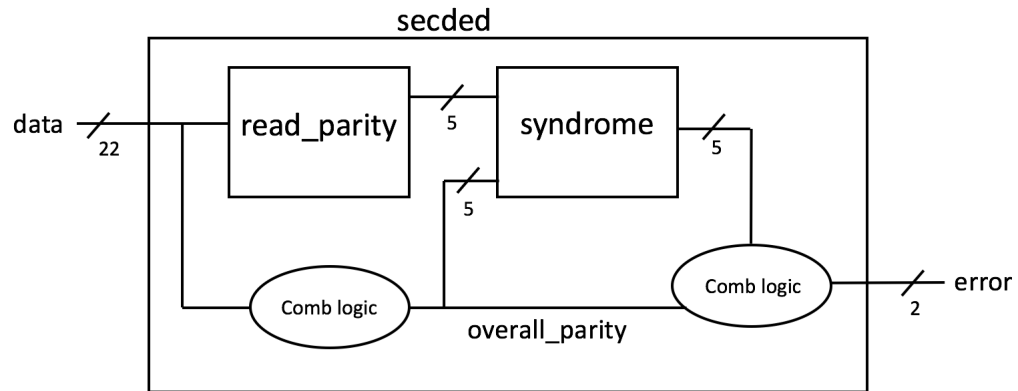 secded
data
22
read_parity
5
syndrome
5
5
Comb logic
overall_parity
Comb logic
error
2